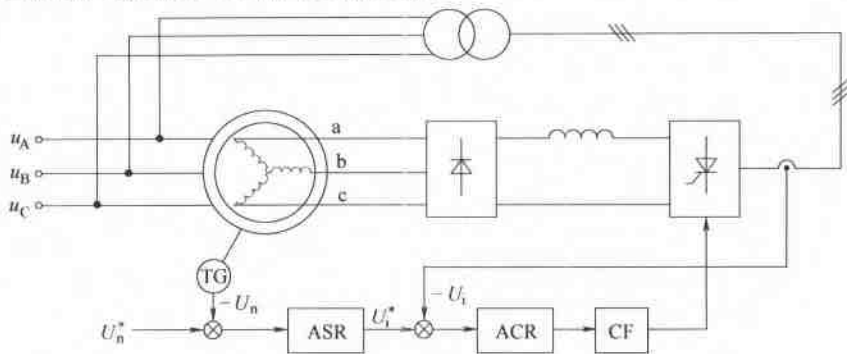 u_A
a
u_B
b
u_C
c
TG
− U_n
− U_i
U_n^*
ASR
U_i^*
ACR
CF